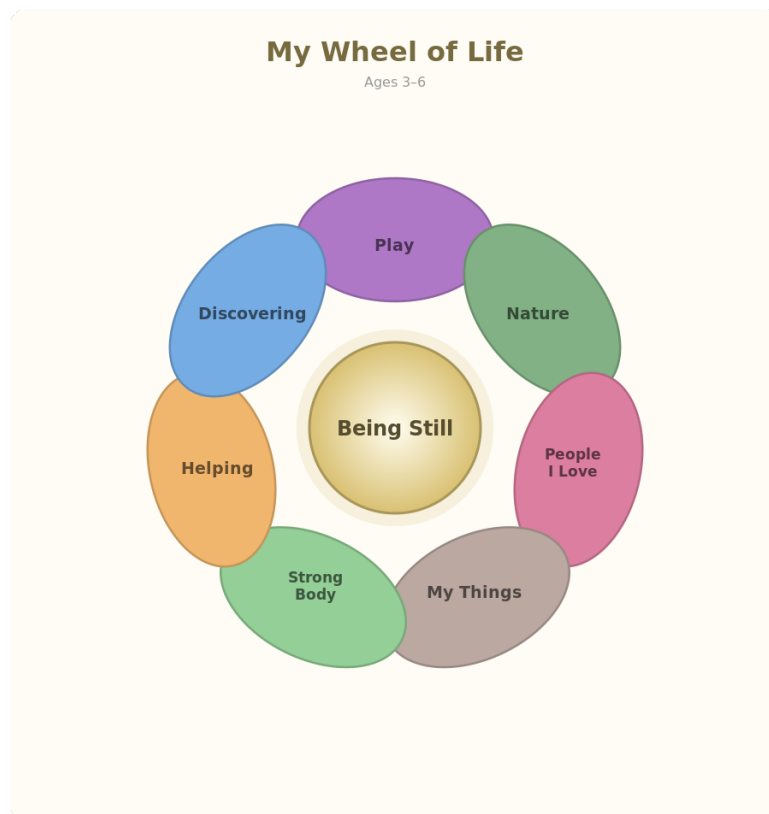 My Wheel of Life
Ages 3–6
Play
Discovering
Nature
Being Still
People
I Love
Helping
Strong
Body
My Things